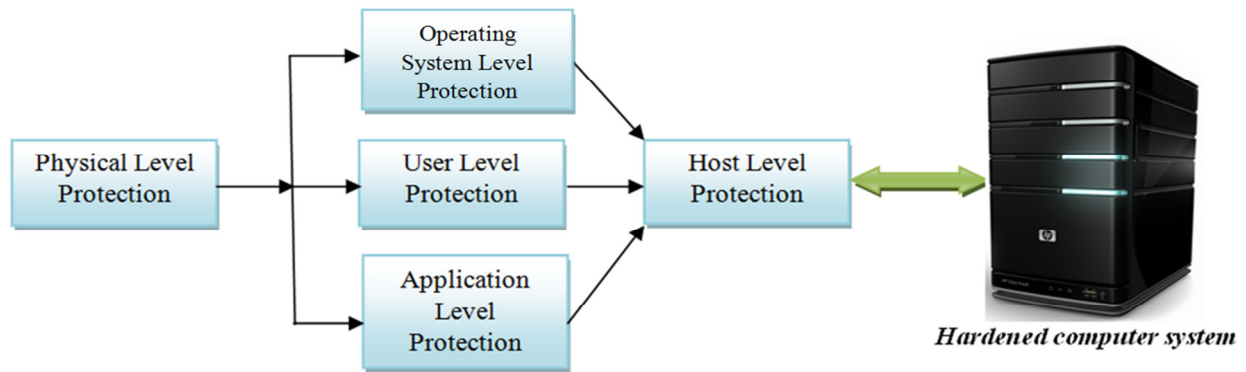 Operating
System Level
Protection
Physical Level
Protection
User Level
Protection
Host Level
Protection
Application
Level
Protection
hp
Hardened computer system